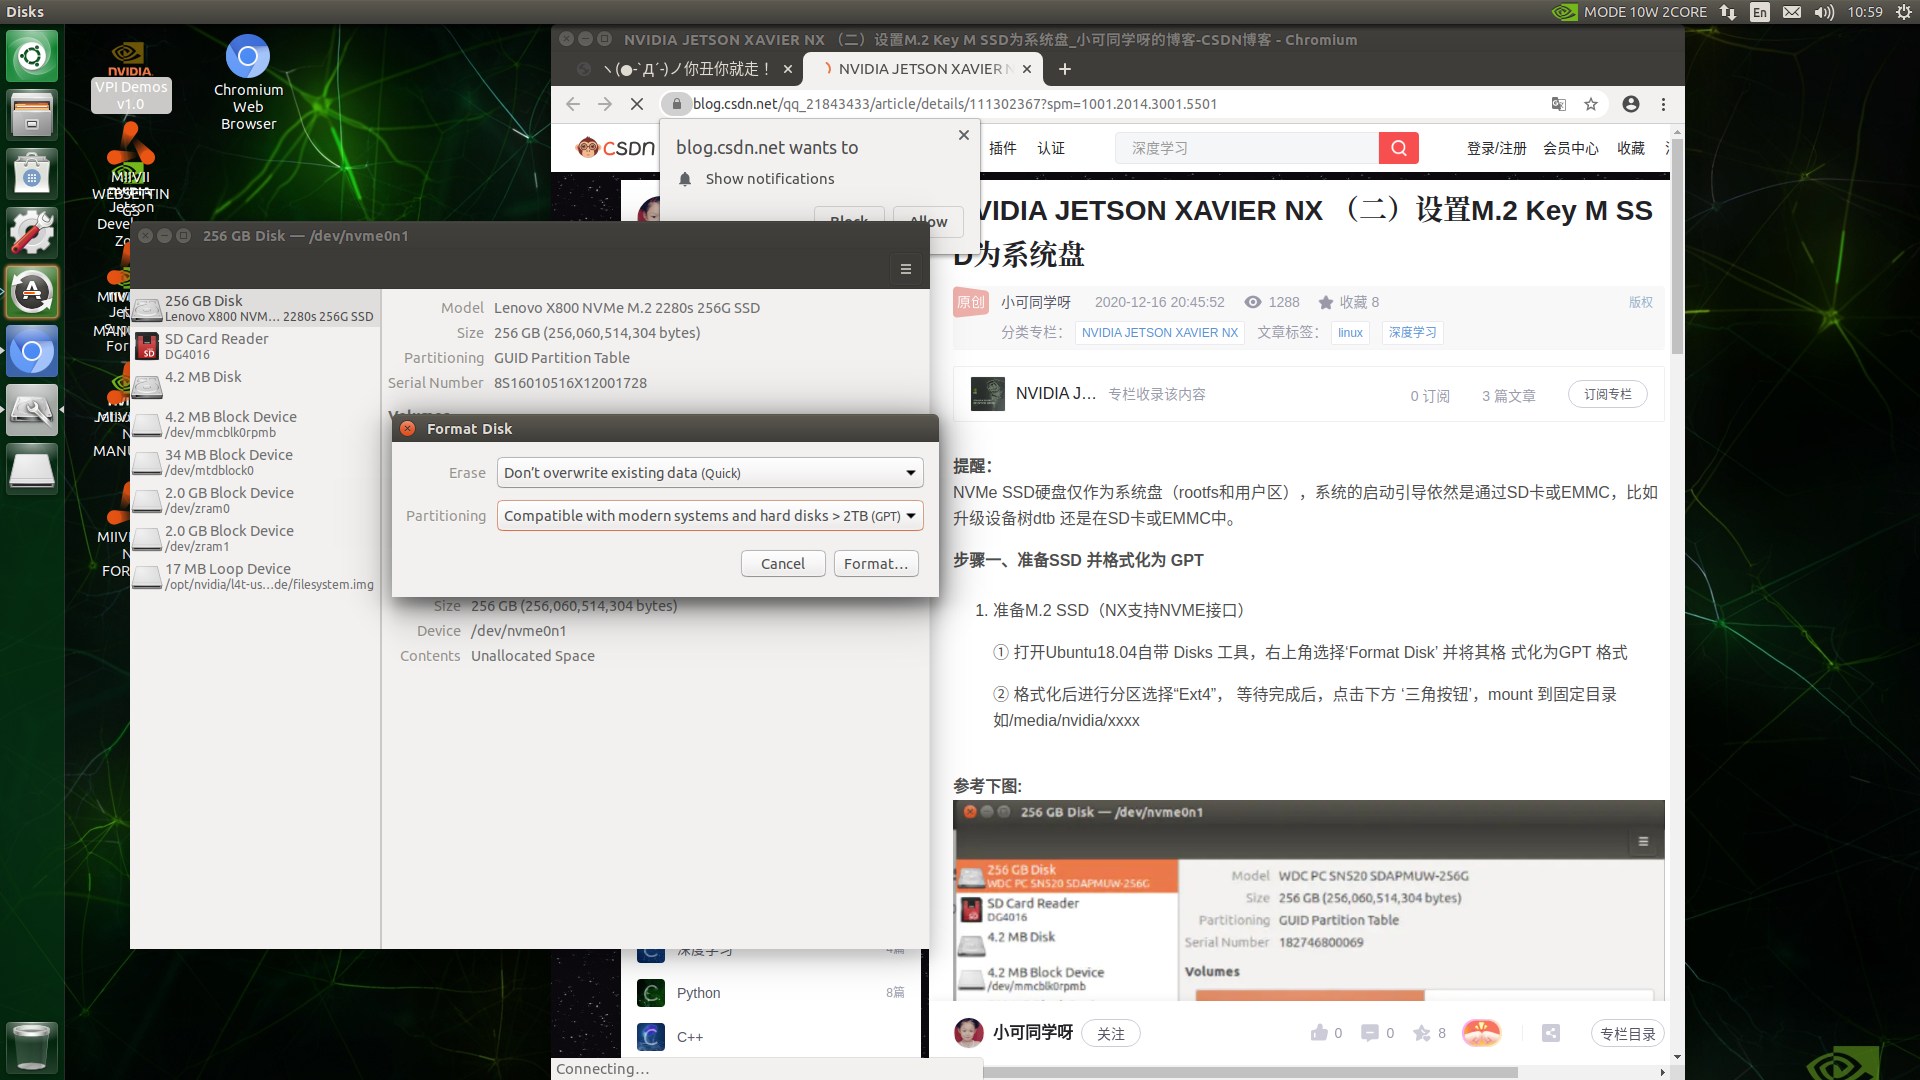 Disks
MODE 10W 2CORE
En
10:59
NVIDIA
VPI Demos
v1.0
Chromium
Web
Browser
MIIVII
WEBSETTIN
GS
Jetson
Devel
Zo
For
MANU
MIIVI
N
FOR
NVIDIA JETSON XAVIER NX （二）设置M.2 Key M SSD为系统盘_小可同学呀的博客-CSDN博客 - Chromium
ヽ(●-`Д´-)ノ你丑你就走！
NVIDIA JETSON XAVIER N
blog.csdn.net/qq_21843433/article/details/111302367?spm=1001.2014.3001.5501
CSDN
插件
认证
深度学习
登录/注册
会员中心
收藏
blog.csdn.net wants to
Show notifications
Block
Allow
VIDIA JETSON XAVIER NX （二）设置M.2 Key M SS
D为系统盘
原创
小可同学呀
2020-12-16 20:45:52
1288
收藏 8
版权
分类专栏：
NVIDIA JETSON XAVIER NX
文章标签：
linux
深度学习
NVIDIA J...
专栏收录该内容
0 订阅
3 篇文章
订阅专栏
提醒：
NVMe SSD硬盘仅作为系统盘（rootfs和用户区），系统的启动引导依然是通过SD卡或EMMC，比如
升级设备树dtb 还是在SD卡或EMMC中。
步骤一、准备SSD 并格式化为 GPT
1. 准备M.2 SSD（NX支持NVME接口）
① 打开Ubuntu18.04自带 Disks 工具，右上角选择‘Format Disk’ 并将其格 式化为GPT 格式
② 格式化后进行分区选择“Ext4”， 等待完成后，点击下方 ‘三角按钮’，mount 到固定目录
如/media/nvidia/xxxx
参考下图:
256 GB Disk — /dev/nvme0n1
256 GB Disk
WDC PC SN520 SDAPMUW-256G
SD Card Reader
DG4016
4.2 MB Disk
4.2 MB Block Device
/dev/mmcblk0rpmb
Model WDC PC SN520 SDAPMUW-256G
Size 256 GB (256,060,514,304 bytes)
Partitioning GUID Partition Table
Serial Number 182746800069
Volumes
小可同学呀
关注
0
0
8
专栏目录
深度学习
4篇
Python
8篇
C++
Connecting…
256 GB Disk — /dev/nvme0n1
256 GB Disk
Lenovo X800 NVM… 2280s 256G SSD
SD Card Reader
DG4016
4.2 MB Disk
4.2 MB Block Device
/dev/mmcblk0rpmb
34 MB Block Device
/dev/mtdblock0
2.0 GB Block Device
/dev/zram0
2.0 GB Block Device
/dev/zram1
17 MB Loop Device
/opt/nvidia/l4t-us…de/filesystem.img
Model Lenovo X800 NVMe M.2 2280s 256G SSD
Size 256 GB (256,060,514,304 bytes)
Partitioning GUID Partition Table
Serial Number 8S16010516X12001728
Volumes
Format Disk
Erase Don’t overwrite existing data (Quick)
Partitioning Compatible with modern systems and hard disks > 2TB (GPT)
Cancel
Format…
Size 256 GB (256,060,514,304 bytes)
Device /dev/nvme0n1
Contents Unallocated Space